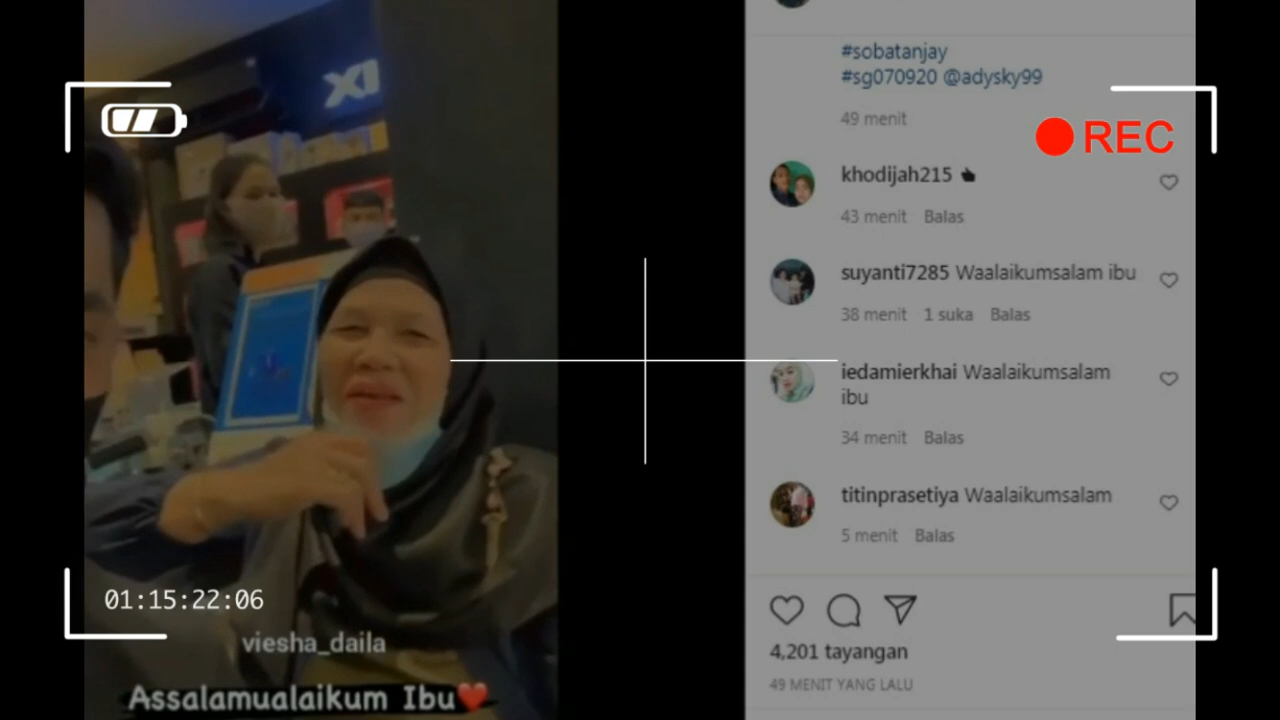 XI
#sobatanjay
#sg070920 @adysky99
49 menit
REC
khodijah215
43 menit Balas
suyanti7285 Waalaikumsalam ibu
38 menit 1 suka Balas
iedamierkhai Waalaikumsalam
ibu
34 menit Balas
titinprasetiya Waalaikumsalam
5 menit Balas
01:15:22:06
viesha_daila
Assalamualaikum Ibu❤️
4,201 tayangan
49 MENIT YANG LALU